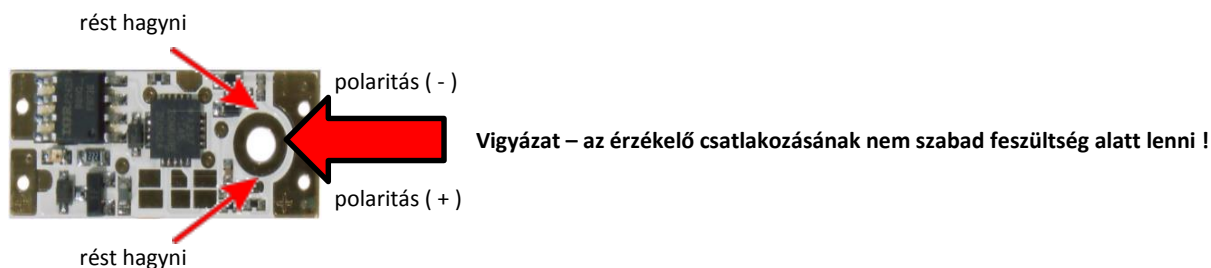 rést hagyni
polaritás ( - )
Vigyázat – az érzékelő csatlakozásának nem szabad feszültség alatt lenni !
polaritás ( + )
rést hagyni